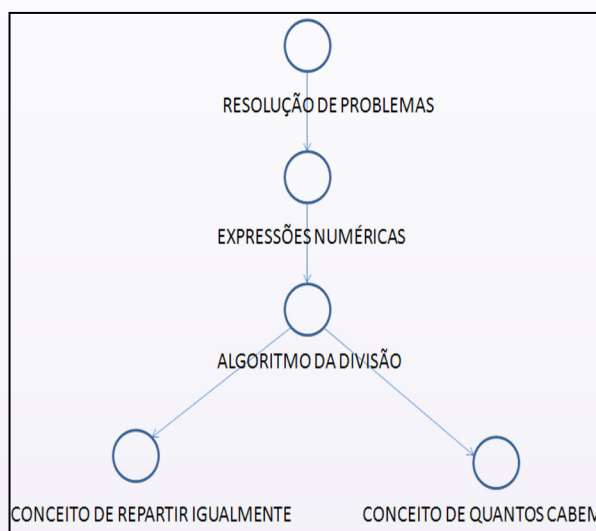 RESOLUÇÃO DE PROBLEMAS
EXPRESSÕES NUMÉRICAS
ALGORITMO DA DIVISÃO
CONCEITO DE REPARTIR IGUALMENTE
CONCEITO DE QUANTOS CABEM